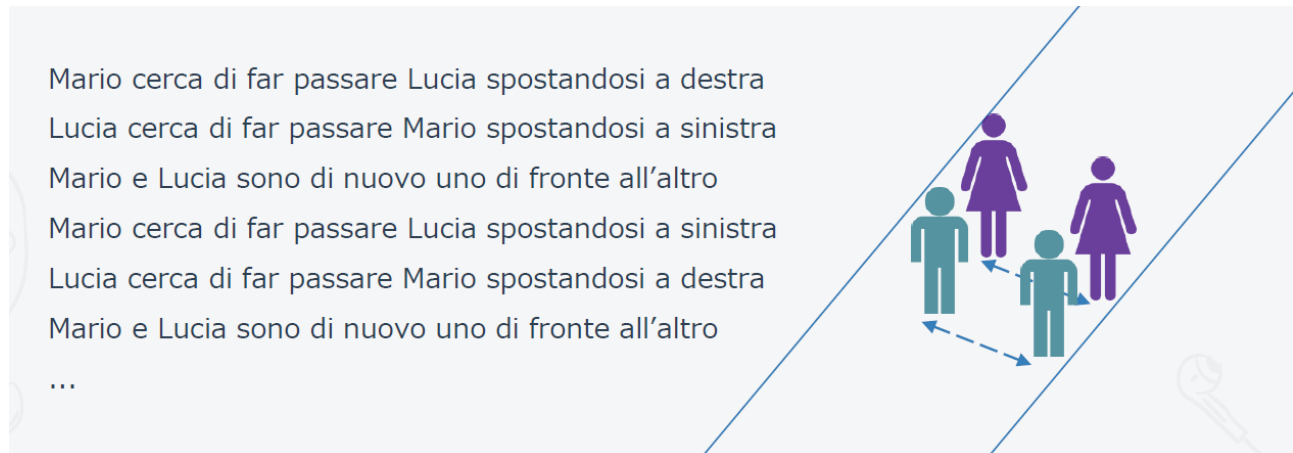 Mario cerca di far passare Lucia spostandosi a destra
Lucia cerca di far passare Mario spostandosi a sinistra
Mario e Lucia sono di nuovo uno di fronte all’altro
Mario cerca di far passare Lucia spostandosi a sinistra
Lucia cerca di far passare Mario spostandosi a destra
Mario e Lucia sono di nuovo uno di fronte all’altro
...